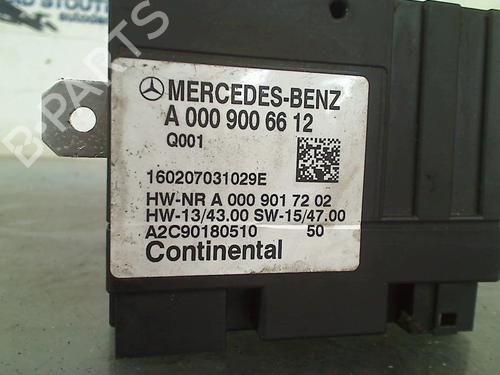 MERCEDES-BENZ
A 000 900 66 12
Q001
160207031029E
HW-NR A 000 901 72 02
HW-13/43.00 SW-15/47.00
A2C90180510 50
Continental
B-PARTS